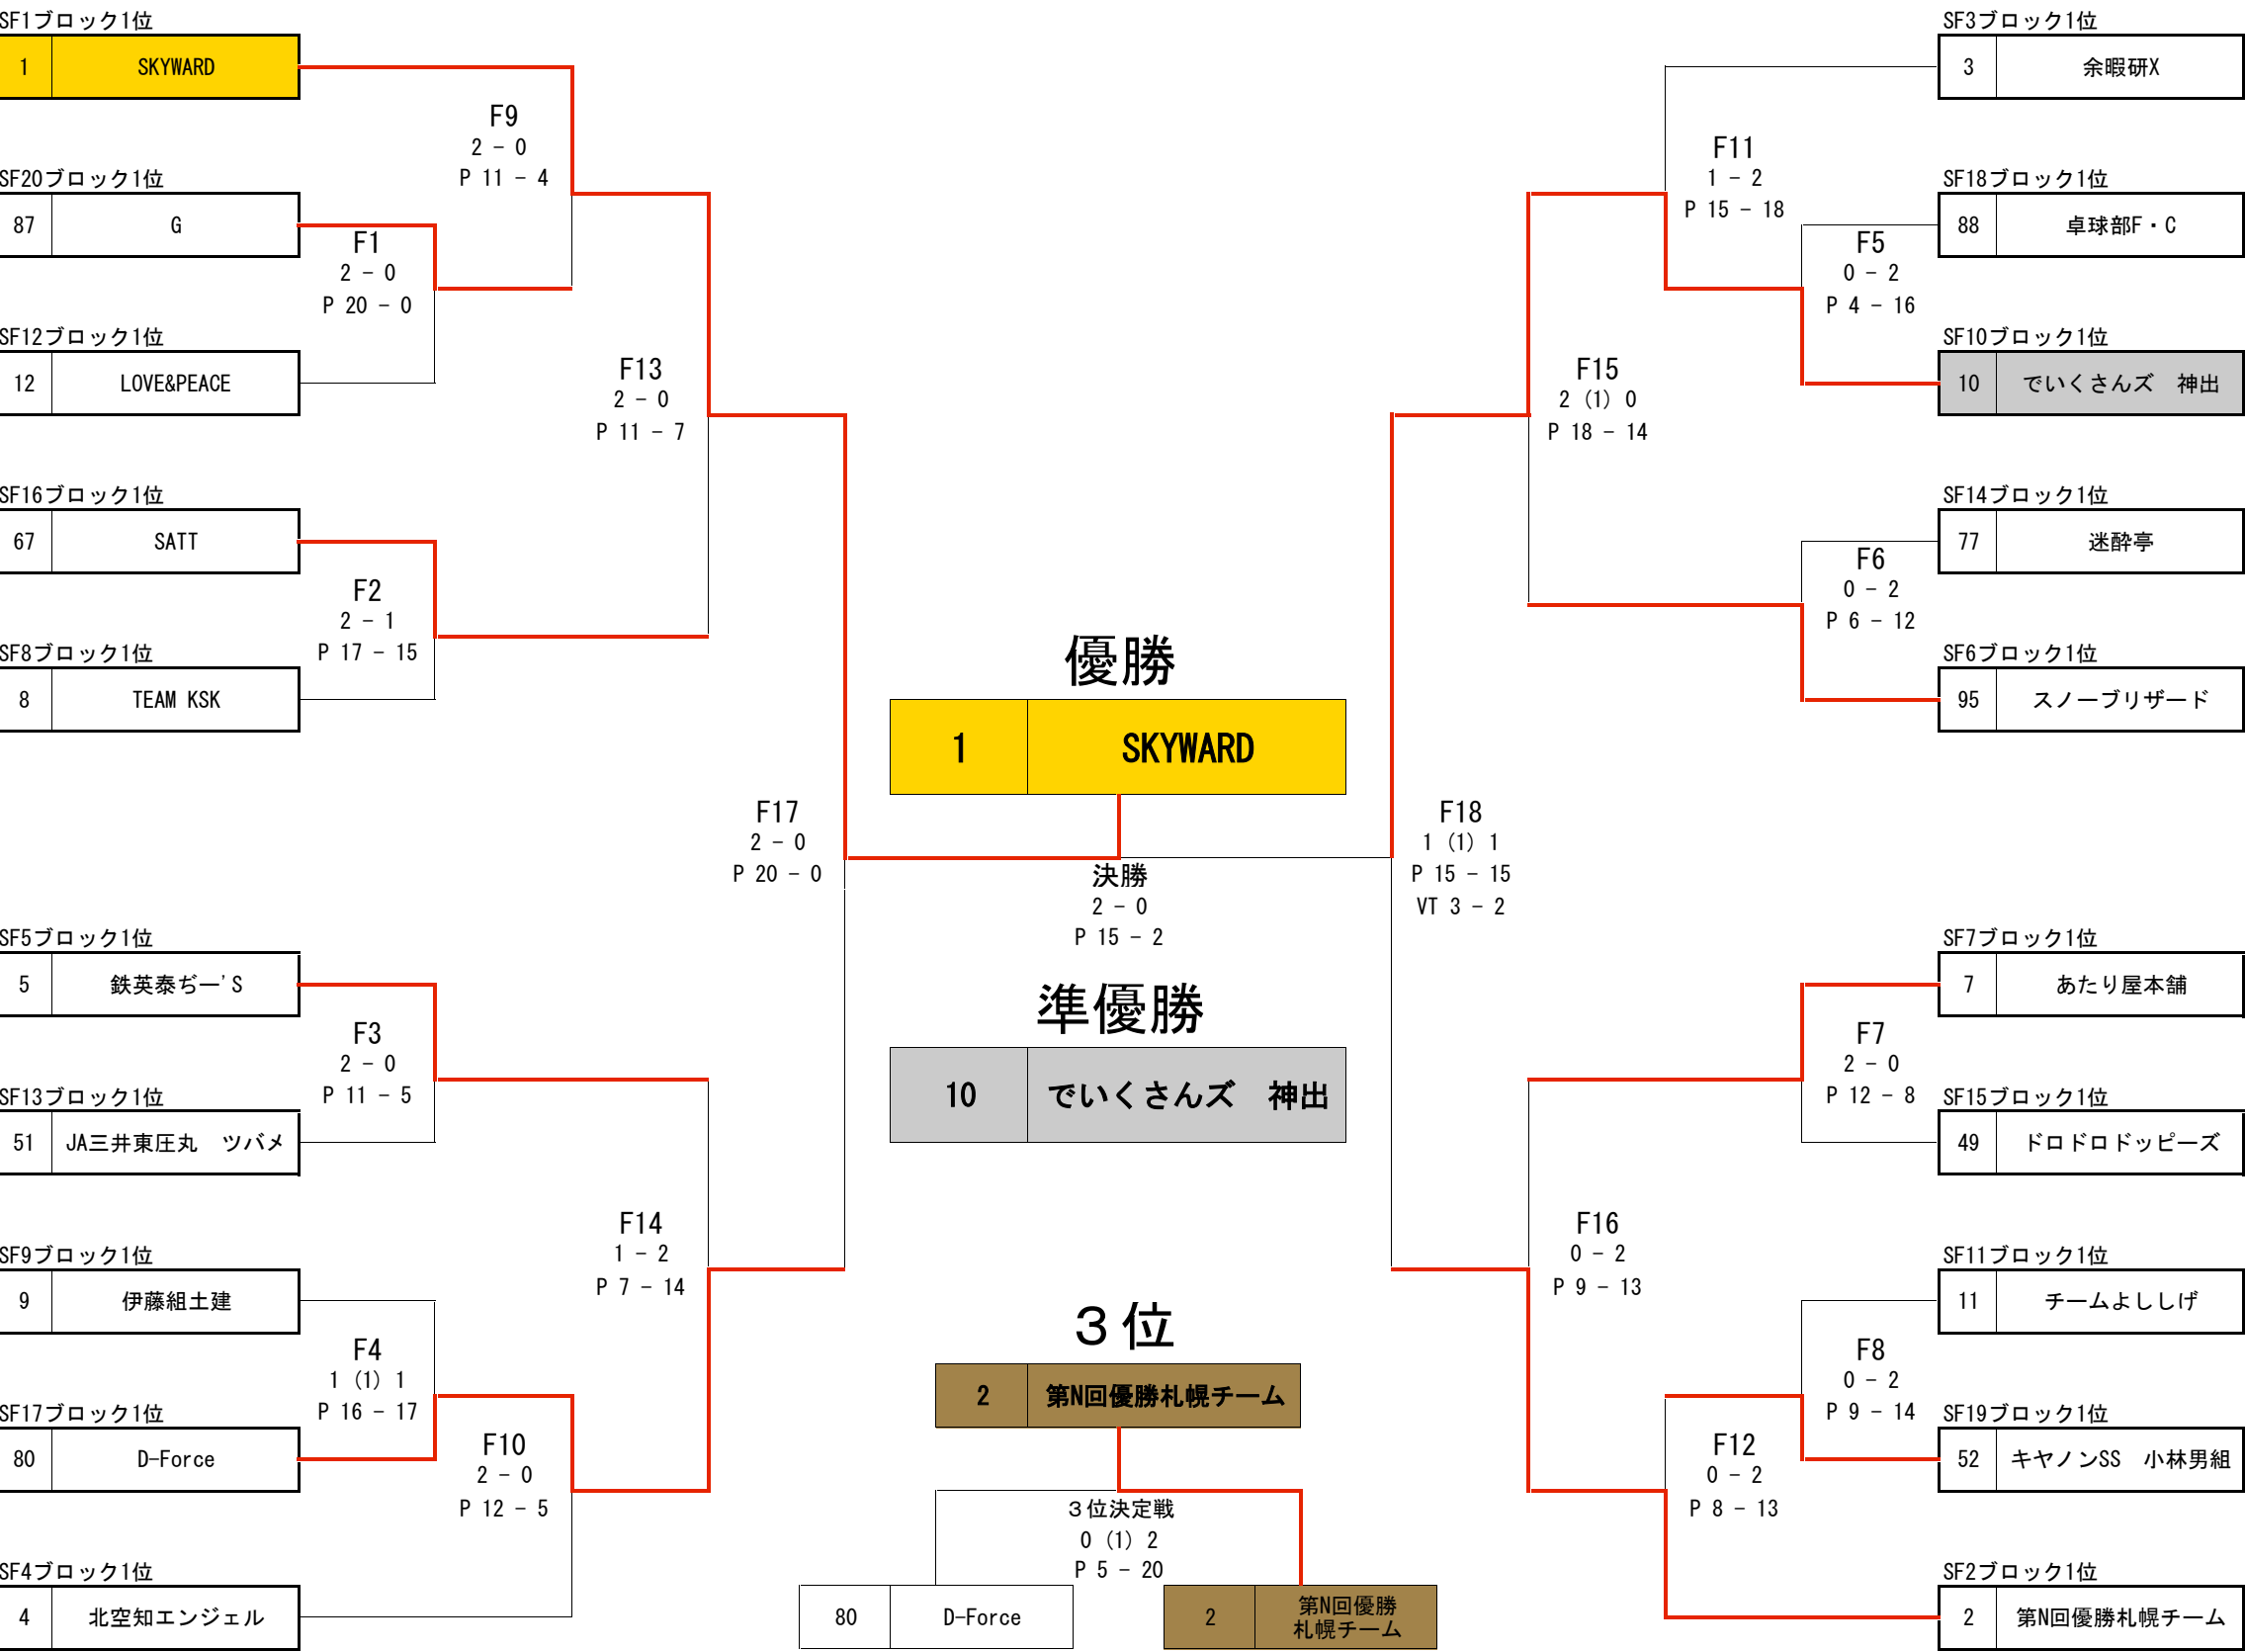 SF1ブロック1位
1 SKYWARD
F9
2 − 0
P 11 − 4
SF20ブロック1位
87 G
F1
2 − 0
P 20 − 0
SF12ブロック1位
12 LOVE&PEACE
F13
2 − 0
P 11 − 7
SF16ブロック1位
67 SATT
F2
2 − 1
P 17 − 15
SF8ブロック1位
8 TEAM KSK
F17
2 − 0
P 20 − 0
SF5ブロック1位
5 鉄英泰ぢー'S
F3
2 − 0
P 11 − 5
SF13ブロック1位
51 JA三井東圧丸　ツバメ
F14
1 − 2
P 7 − 14
SF9ブロック1位
9 伊藤組土建
F4
1 (1) 1
P 16 − 17
SF17ブロック1位
80 D−Force
F10
2 − 0
P 12 − 5
SF4ブロック1位
4 北空知エンジェル
優勝
1 SKYWARD
決勝
2 − 0
P 15 − 2
準優勝
10 でいくさんズ　神出
３位
2 第N回優勝札幌チーム
３位決定戦
0 (1) 2
P 5 − 20
80 D−Force
2 第N回優勝
札幌チーム
SF3ブロック1位
3 余暇研X
F11
1 − 2
P 15 − 18
SF18ブロック1位
88 卓球部F・C
F5
0 − 2
P 4 − 16
SF10ブロック1位
10 でいくさんズ　神出
F15
2 (1) 0
P 18 − 14
SF14ブロック1位
77 迷酔亭
F6
0 − 2
P 6 − 12
SF6ブロック1位
95 スノーブリザード
F18
1 (1) 1
P 15 − 15
VT 3 − 2
SF7ブロック1位
7 あたり屋本舗
F7
2 − 0
P 12 − 8
SF15ブロック1位
49 ドロドロドッピーズ
F16
0 − 2
P 9 − 13
SF11ブロック1位
11 チームよししげ
F8
0 − 2
P 9 − 14
SF19ブロック1位
52 キヤノンSS　小林男組
F12
0 − 2
P 8 − 13
SF2ブロック1位
2 第N回優勝札幌チーム